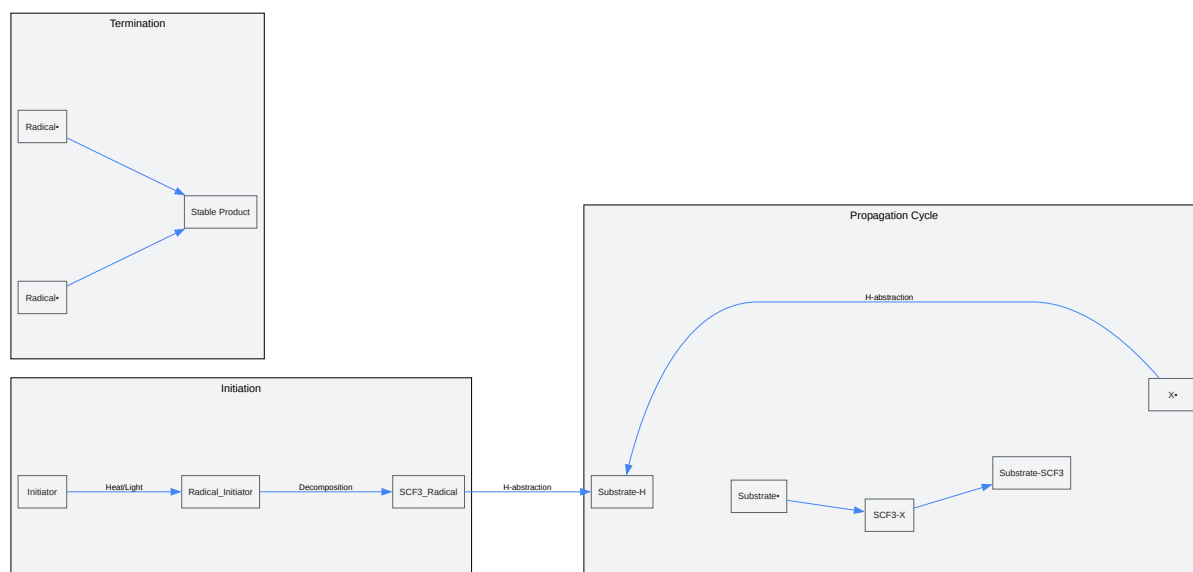 Termination
Radical•
Stable Product
Radical•
Initiation
Initiator
Heat/Light
Radical_Initiator
Decomposition
SCF3_Radical
H-abstraction
Propagation Cycle
H-abstraction
X•
Substrate-H
Substrate•
SCF3-X
Substrate-SCF3